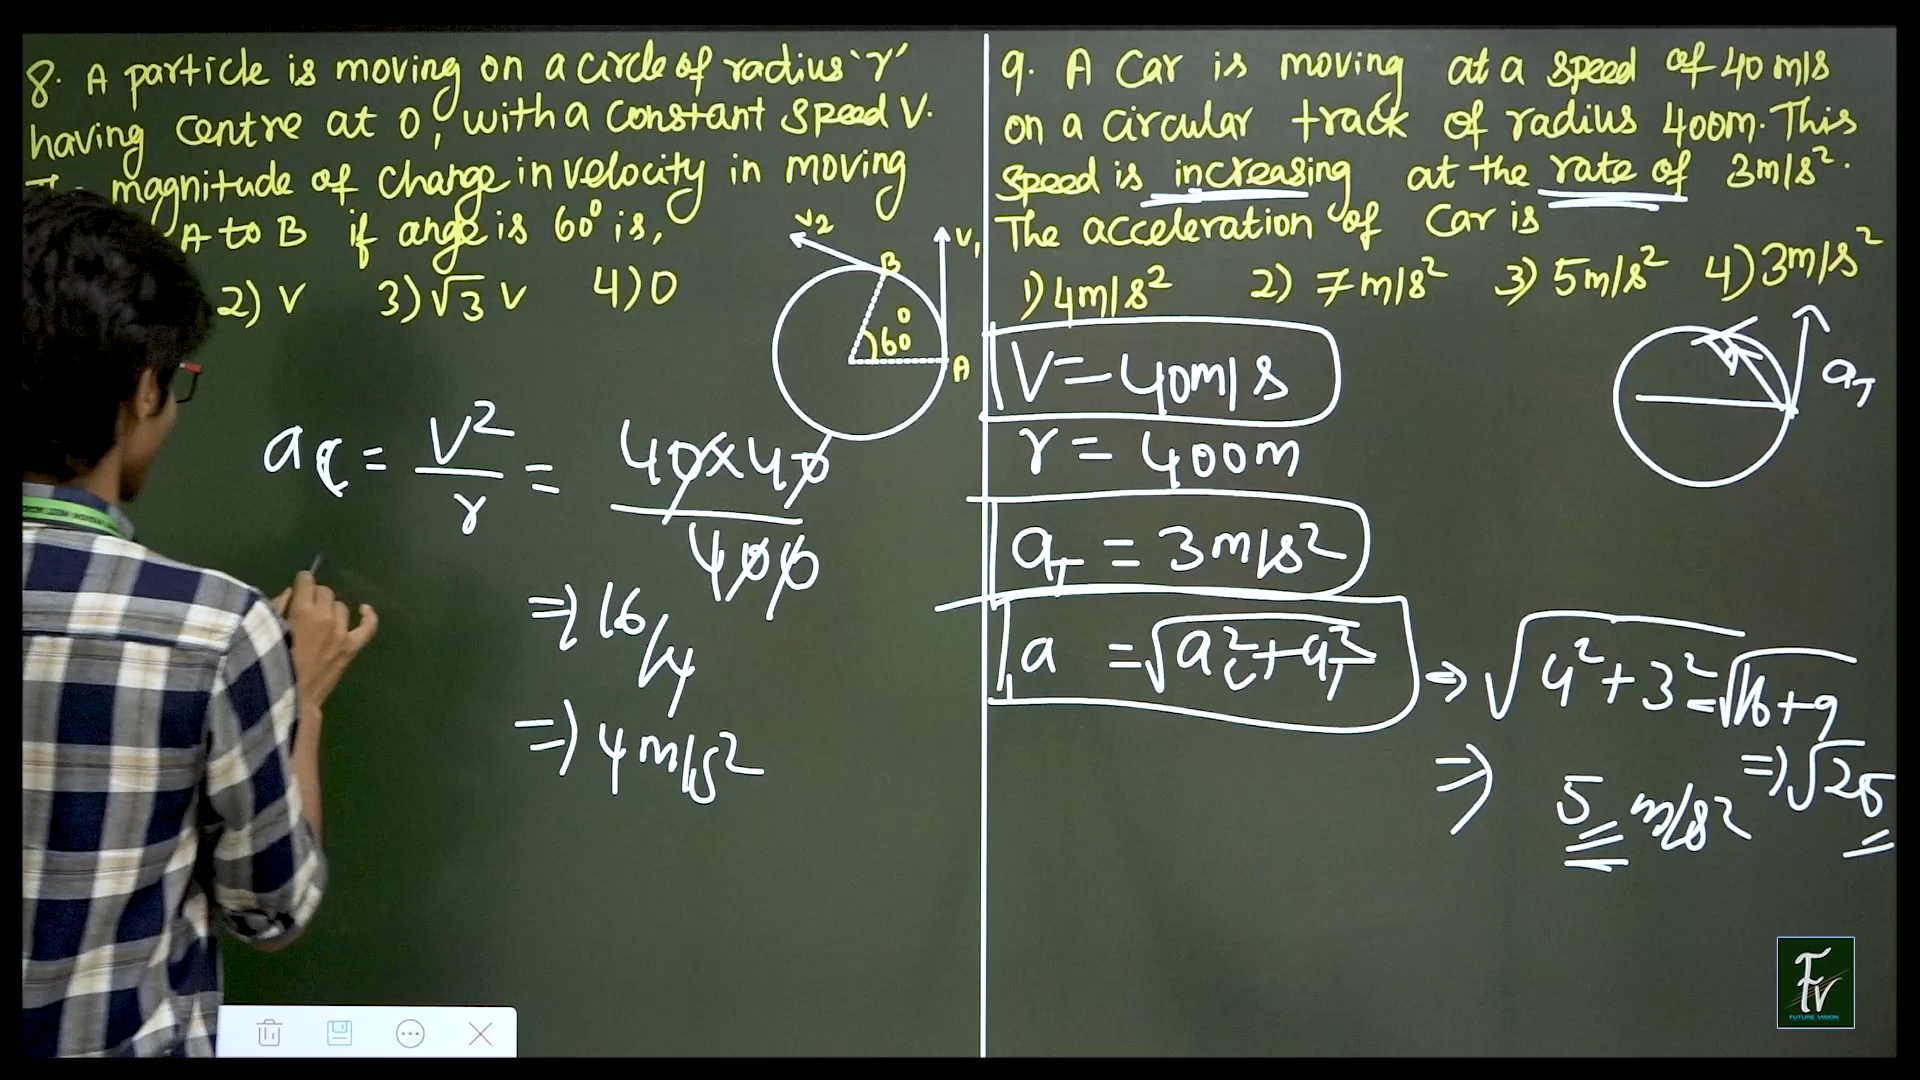 8. A particle is moving on a circle of radius 'r'
having centre at O, with a constant speed V.
magnitude of change in velocity in moving
A to B if angle is 60° is,
2) V 3) √3 V 4) 0
V2
V1
B
60°
A
aC = V²/r = 40×40/400
⇒ 16/4
⇒ 4 m/s²
9. A Car is moving at a speed of 40 m/s
on a circular track of radius 400m. This
speed is increasing at the rate of 3m/s².
The acceleration of Car is
1) 4m/s² 2) 7 m/s² 3) 5m/s² 4) 3m/s²
V = 40m/s
r = 400m
aT = 3m/s²
aT
a = √aC²+aT² ⇒ √4²+3² = √16+9
⇒ √25
⇒ 5 m/s²
FV
FUTURE VISION